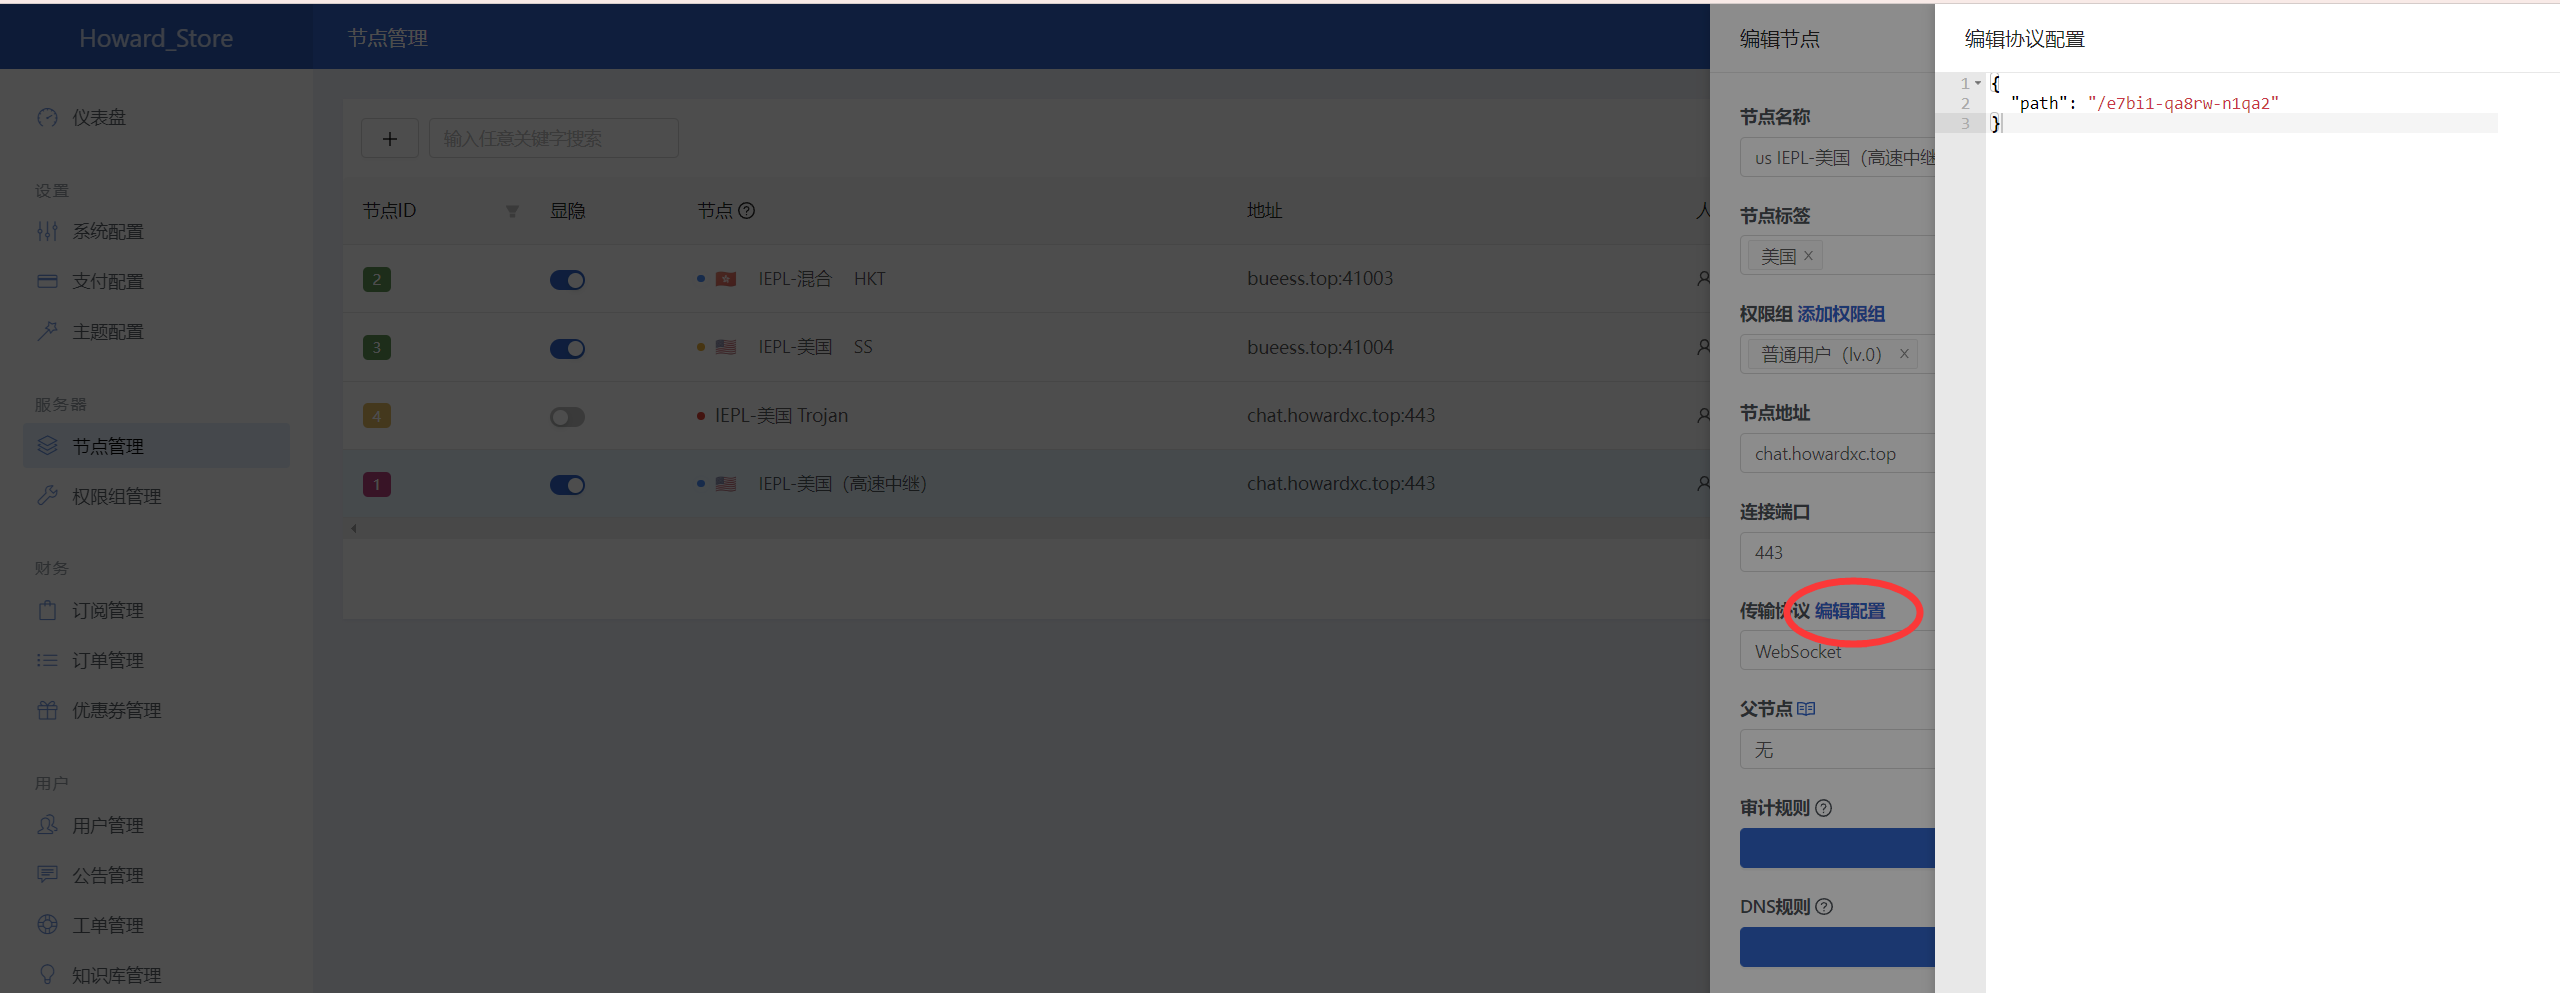 Howard_Store
节点管理
仪表盘
设置
系统配置
支付配置
主题配置
服务器
节点管理
权限组管理
财务
订阅管理
订单管理
优惠券管理
用户
用户管理
公告管理
工单管理
知识库管理
+ 输入任意关键字搜索
节点ID 显隐 节点 地址 人
2 IEPL-混合 HKT bueess.top:41003
3 IEPL-美国 SS bueess.top:41004
4 IEPL-美国 Trojan chat.howardxc.top:443
1 IEPL-美国（高速中继） chat.howardxc.top:443
编辑节点
节点名称
us IEPL-美国（高速中继
节点标签
美国 ×
权限组 添加权限组
普通用户（lv.0） ×
节点地址
chat.howardxc.top
连接端口
443
传输协议 编辑配置
WebSocket
父节点
无
审计规则
DNS规则
编辑协议配置
1 {
2 "path": "/e7bi1-qa8rw-n1qa2"
3 }